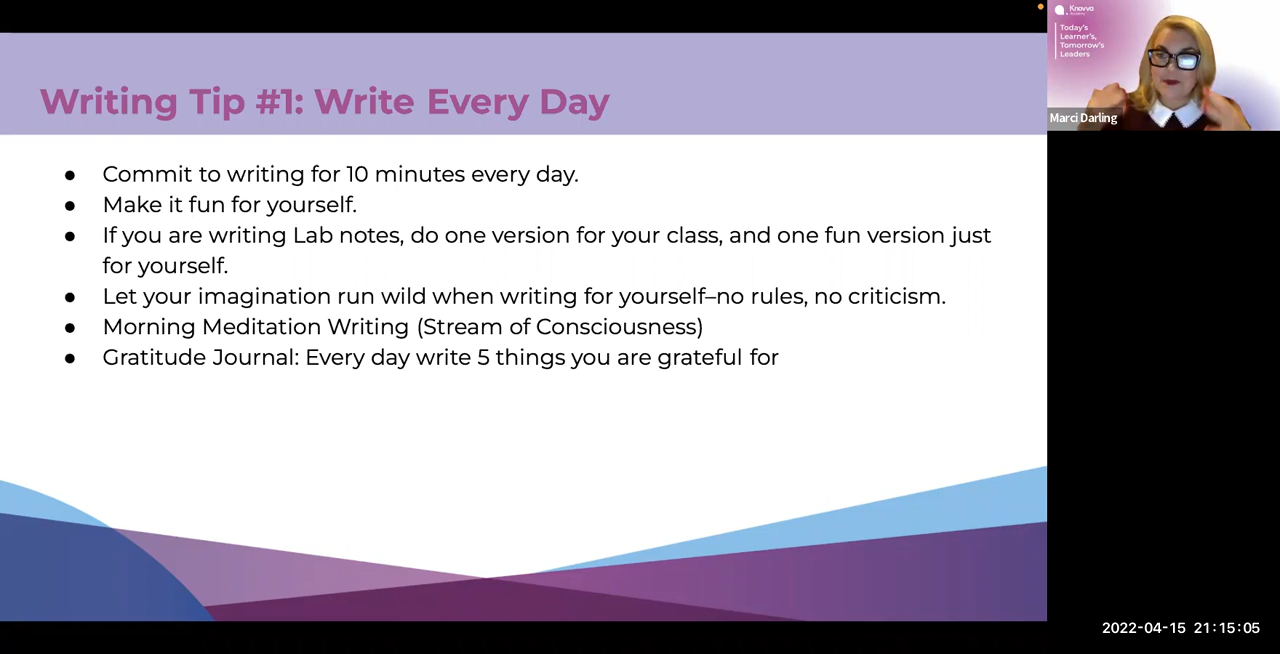 Writing Tip #1: Write Every Day
● Commit to writing for 10 minutes every day.
● Make it fun for yourself.
● If you are writing Lab notes, do one version for your class, and one fun version just
for yourself.
● Let your imagination run wild when writing for yourself–no rules, no criticism.
● Morning Meditation Writing (Stream of Consciousness)
● Gratitude Journal: Every day write 5 things you are grateful for
Knovva
Academy
Today's
Learner's,
Tomorrow's
Leaders
Marci Darling
2022-04-15 21:15:05